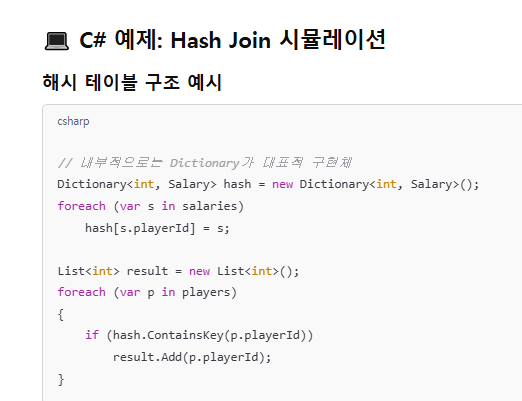 💻 C# 예제: Hash Join 시뮬레이션
해시 테이블 구조 예시
csharp
// 내부적으로는 Dictionary가 대표적 구현체
Dictionary<int, Salary> hash = new Dictionary<int, Salary>();
foreach (var s in salaries)
    hash[s.playerId] = s;
List<int> result = new List<int>();
foreach (var p in players)
{
    if (hash.ContainsKey(p.playerId))
        result.Add(p.playerId);
}